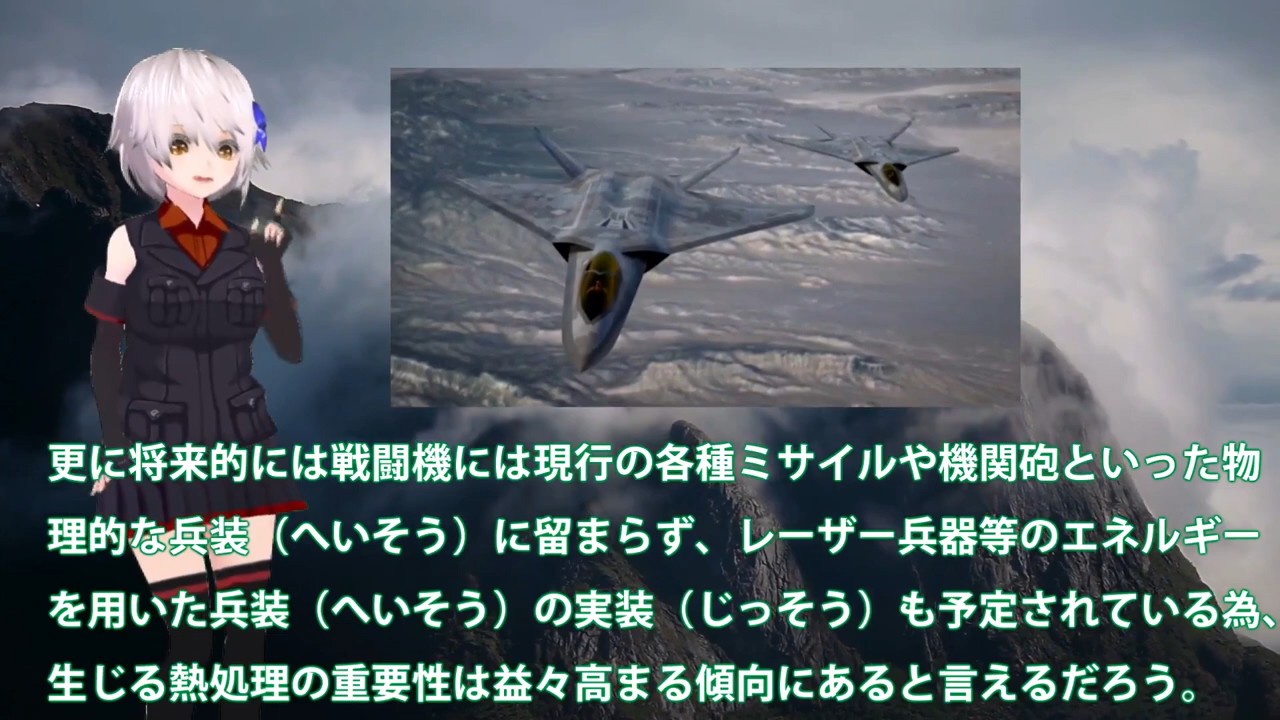 更に将来的には戦闘機には現行の各種ミサイルや機関砲といった物
理的な兵装（へいそう）に留まらず、レーザー兵器等のエネルギー
を用いた兵装（へいそう）の実装（じっそう）も予定されている為、
生じる熱処理の重要性は益々高まる傾向にあると言えるだろう。